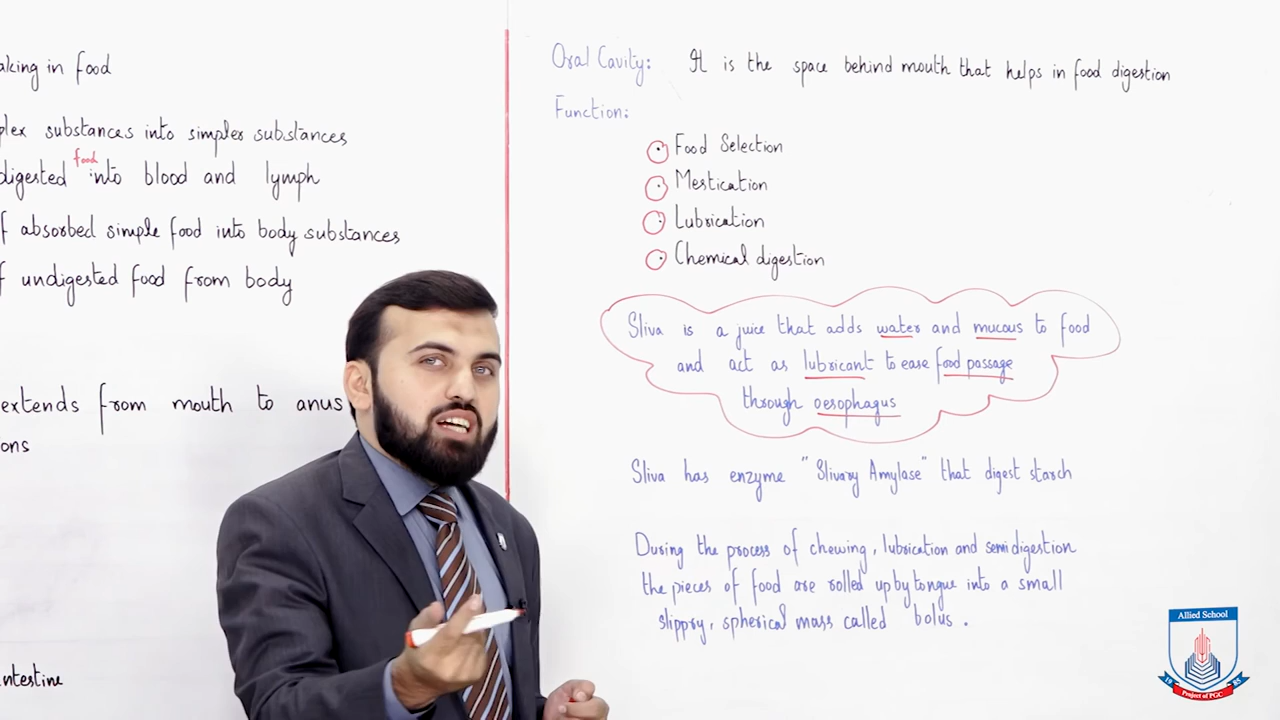 aking in food
plex substances into simpler substances
food
digested into blood and lymph
f absorbed simple food into body substances
f undigested food from body
extends from mouth to anus
ons
ntestine
Oral Cavity: It is the space behind mouth that helps in food digestion
Function:
Food Selection
Mestication
Lubrication
Chemical digestion
Sliva is a juice that adds water and mucous to food
and act as lubricant to ease food passage
through oesophagus
Sliva has enzyme "Slivary Amylase" that digest starch
During the process of chewing, lubrication and semidigestion
the pieces of food are rolled up by tongue into a small
slippry, spherical mass called bolus.
Allied School
19 85
Project of PGC